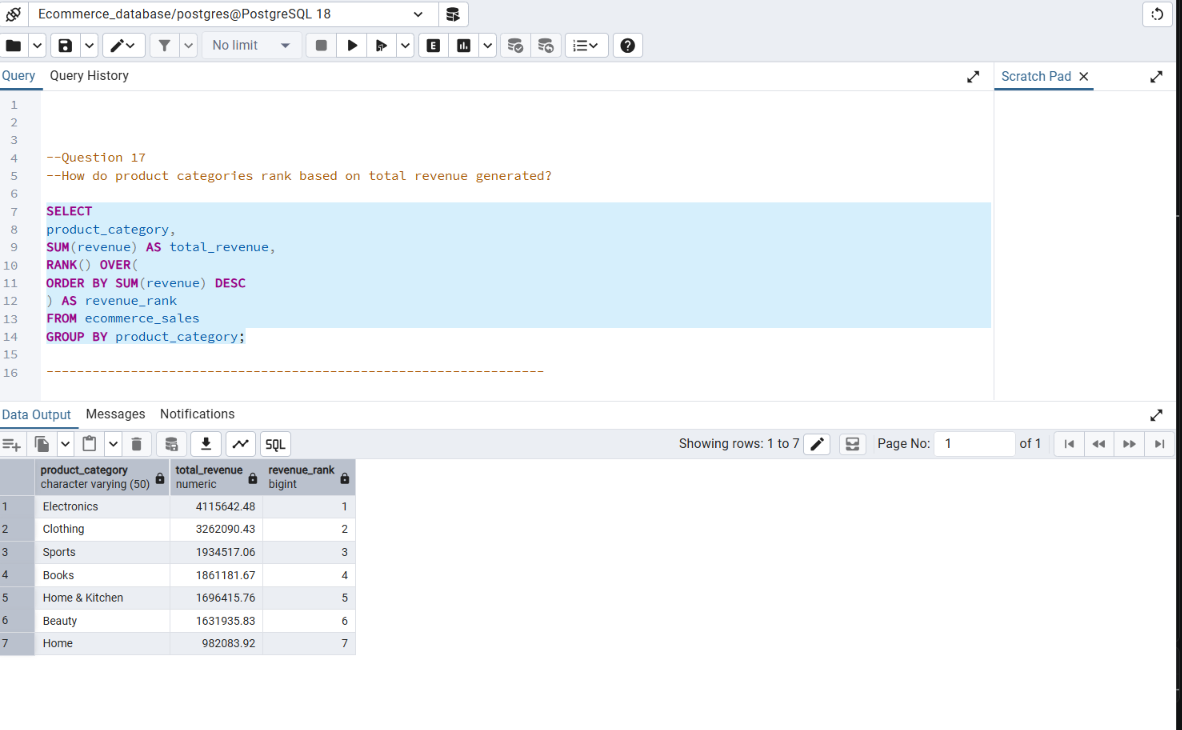 Ecommerce_database/postgres@PostgreSQL 18
No limit
E
Query Query History
Scratch Pad
1
2
3
4 --Question 17
5 --How do product categories rank based on total revenue generated?
6
7 SELECT
8 product_category,
9 SUM(revenue) AS total_revenue,
10 RANK() OVER(
11 ORDER BY SUM(revenue) DESC
12 ) AS revenue_rank
13 FROM ecommerce_sales
14 GROUP BY product_category;
15
16 -----------------------------------------------------------------
Data Output Messages Notifications
SQL
Showing rows: 1 to 7
Page No: 1 of 1
product_category total_revenue revenue_rank
character varying (50) numeric bigint
1 Electronics 4115642.48 1
2 Clothing 3262090.43 2
3 Sports 1934517.06 3
4 Books 1861181.67 4
5 Home & Kitchen 1696415.76 5
6 Beauty 1631935.83 6
7 Home 982083.92 7